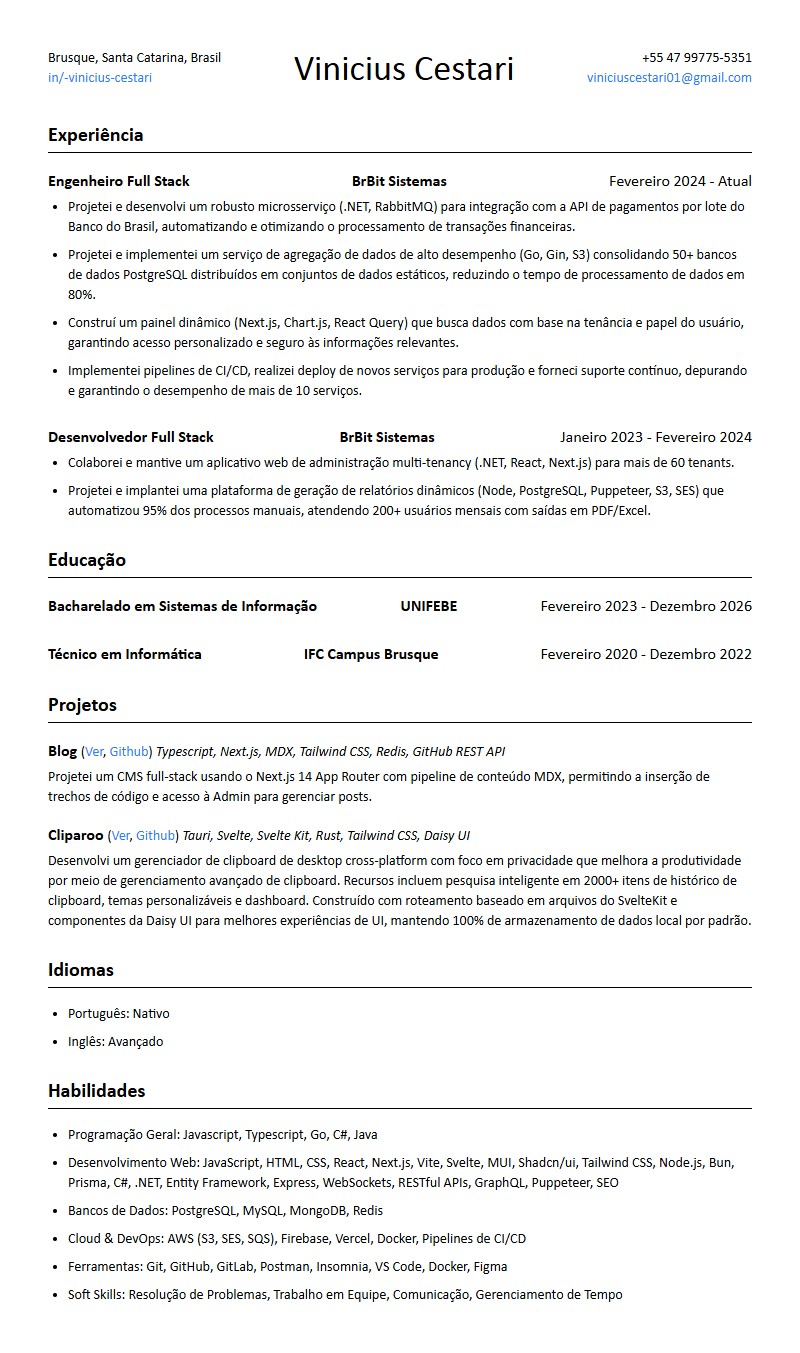 Brusque, Santa Catarina, Brasil
in/-vinicius-cestari
Vinicius Cestari
+55 47 99775-5351
viniciuscestari01@gmail.com
Experiência
Engenheiro Full Stack BrBit Sistemas Fevereiro 2024 - Atual
• Projetei e desenvolvi um robusto microsserviço (.NET, RabbitMQ) para integração com a API de pagamentos por lote do
Banco do Brasil, automatizando e otimizando o processamento de transações financeiras.
• Projetei e implementei um serviço de agregação de dados de alto desempenho (Go, Gin, S3) consolidando 50+ bancos
de dados PostgreSQL distribuídos em conjuntos de dados estáticos, reduzindo o tempo de processamento de dados em
80%.
• Construí um painel dinâmico (Next.js, Chart.js, React Query) que busca dados com base na tenância e papel do usuário,
garantindo acesso personalizado e seguro às informações relevantes.
• Implementei pipelines de CI/CD, realizei deploy de novos serviços para produção e forneci suporte contínuo, depurando
e garantindo o desempenho de mais de 10 serviços.
Desenvolvedor Full Stack BrBit Sistemas Janeiro 2023 - Fevereiro 2024
• Colaborei e mantive um aplicativo web de administração multi-tenancy (.NET, React, Next.js) para mais de 60 tenants.
• Projetei e implantei uma plataforma de geração de relatórios dinâmicos (Node, PostgreSQL, Puppeteer, S3, SES) que
automatizou 95% dos processos manuais, atendendo 200+ usuários mensais com saídas em PDF/Excel.
Educação
Bacharelado em Sistemas de Informação UNIFEBE Fevereiro 2023 - Dezembro 2026
Técnico em Informática IFC Campus Brusque Fevereiro 2020 - Dezembro 2022
Projetos
Blog (Ver, Github) Typescript, Next.js, MDX, Tailwind CSS, Redis, GitHub REST API
Projetei um CMS full-stack usando o Next.js 14 App Router com pipeline de conteúdo MDX, permitindo a inserção de
trechos de código e acesso à Admin para gerenciar posts.
Cliparoo (Ver, Github) Tauri, Svelte, Svelte Kit, Rust, Tailwind CSS, Daisy UI
Desenvolvi um gerenciador de clipboard de desktop cross-platform com foco em privacidade que melhora a produtividade
por meio de gerenciamento avançado de clipboard. Recursos incluem pesquisa inteligente em 2000+ itens de histórico de
clipboard, temas personalizáveis e dashboard. Construído com roteamento baseado em arquivos do SvelteKit e
componentes da Daisy UI para melhores experiências de UI, mantendo 100% de armazenamento de dados local por padrão.
Idiomas
• Português: Nativo
• Inglês: Avançado
Habilidades
• Programação Geral: Javascript, Typescript, Go, C#, Java
• Desenvolvimento Web: JavaScript, HTML, CSS, React, Next.js, Vite, Svelte, MUI, Shadcn/ui, Tailwind CSS, Node.js, Bun,
Prisma, C#, .NET, Entity Framework, Express, WebSockets, RESTful APIs, GraphQL, Puppeteer, SEO
• Bancos de Dados: PostgreSQL, MySQL, MongoDB, Redis
• Cloud & DevOps: AWS (S3, SES, SQS), Firebase, Vercel, Docker, Pipelines de CI/CD
• Ferramentas: Git, GitHub, GitLab, Postman, Insomnia, VS Code, Docker, Figma
• Soft Skills: Resolução de Problemas, Trabalho em Equipe, Comunicação, Gerenciamento de Tempo